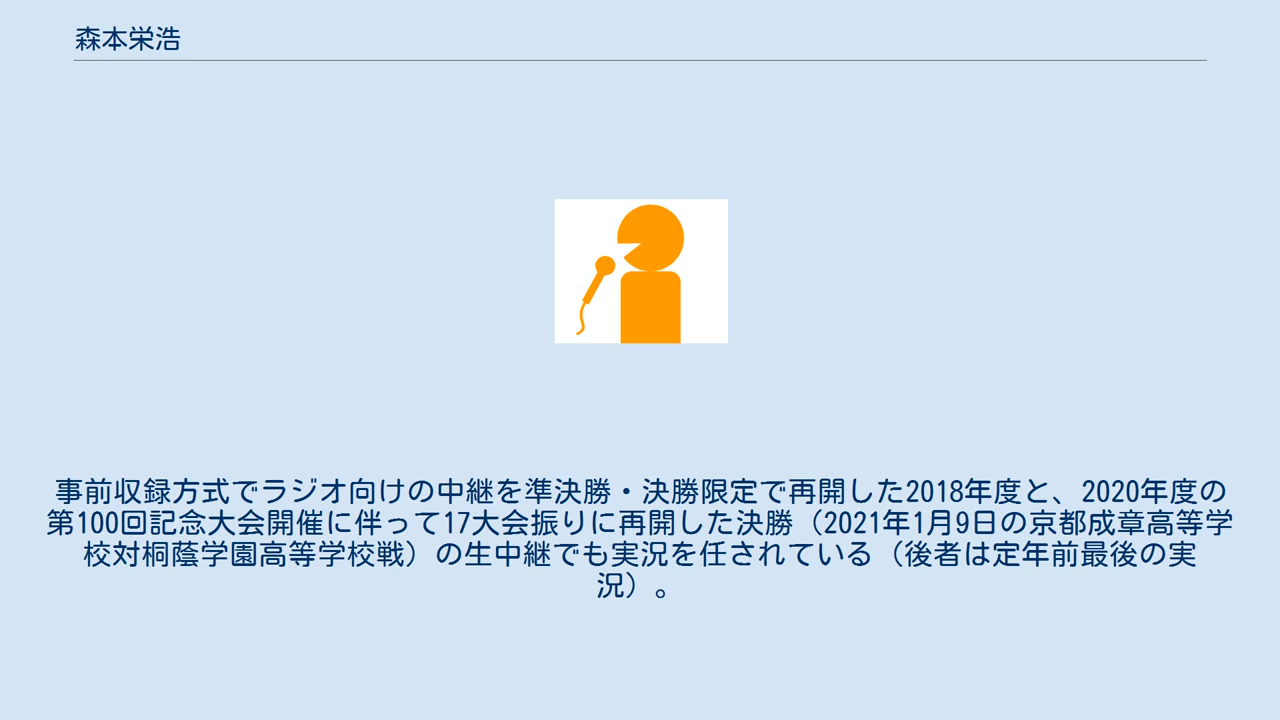 森本栄浩
事前収録方式でラジオ向けの中継を準決勝・決勝限定で再開した2018年度と、2020年度の
第100回記念大会開催に伴って17大会振りに再開した決勝（2021年1月9日の京都成章高等学
校対桐蔭学園高等学校戦）の生中継でも実況を任されている（後者は定年前最後の実
況）。